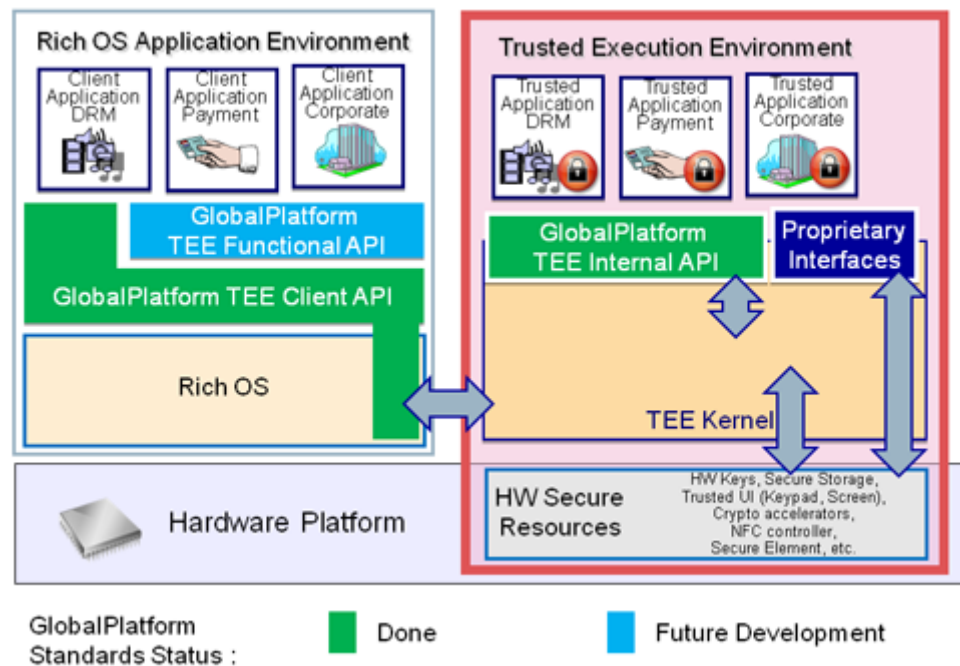 Rich OS Application Environment
Client
Application
DRM
Client
Application
Payment
Client
Application
Corporate
GlobalPlatform
TEE Functional API
GlobalPlatform TEE Client API
Rich OS
Trusted Execution Environment
Trusted
Application
DRM
Trusted
Application
Payment
Trusted
Application
Corporate
GlobalPlatform
TEE Internal API
Proprietary
Interfaces
TEE Kernel
Hardware Platform
HW Secure
Resources
HW Keys, Secure Storage,
Trusted UI (Keypad, Screen),
Crypto accelerators,
NFC controller,
Secure Element, etc.
GlobalPlatform
Standards Status :
Done
Future Development